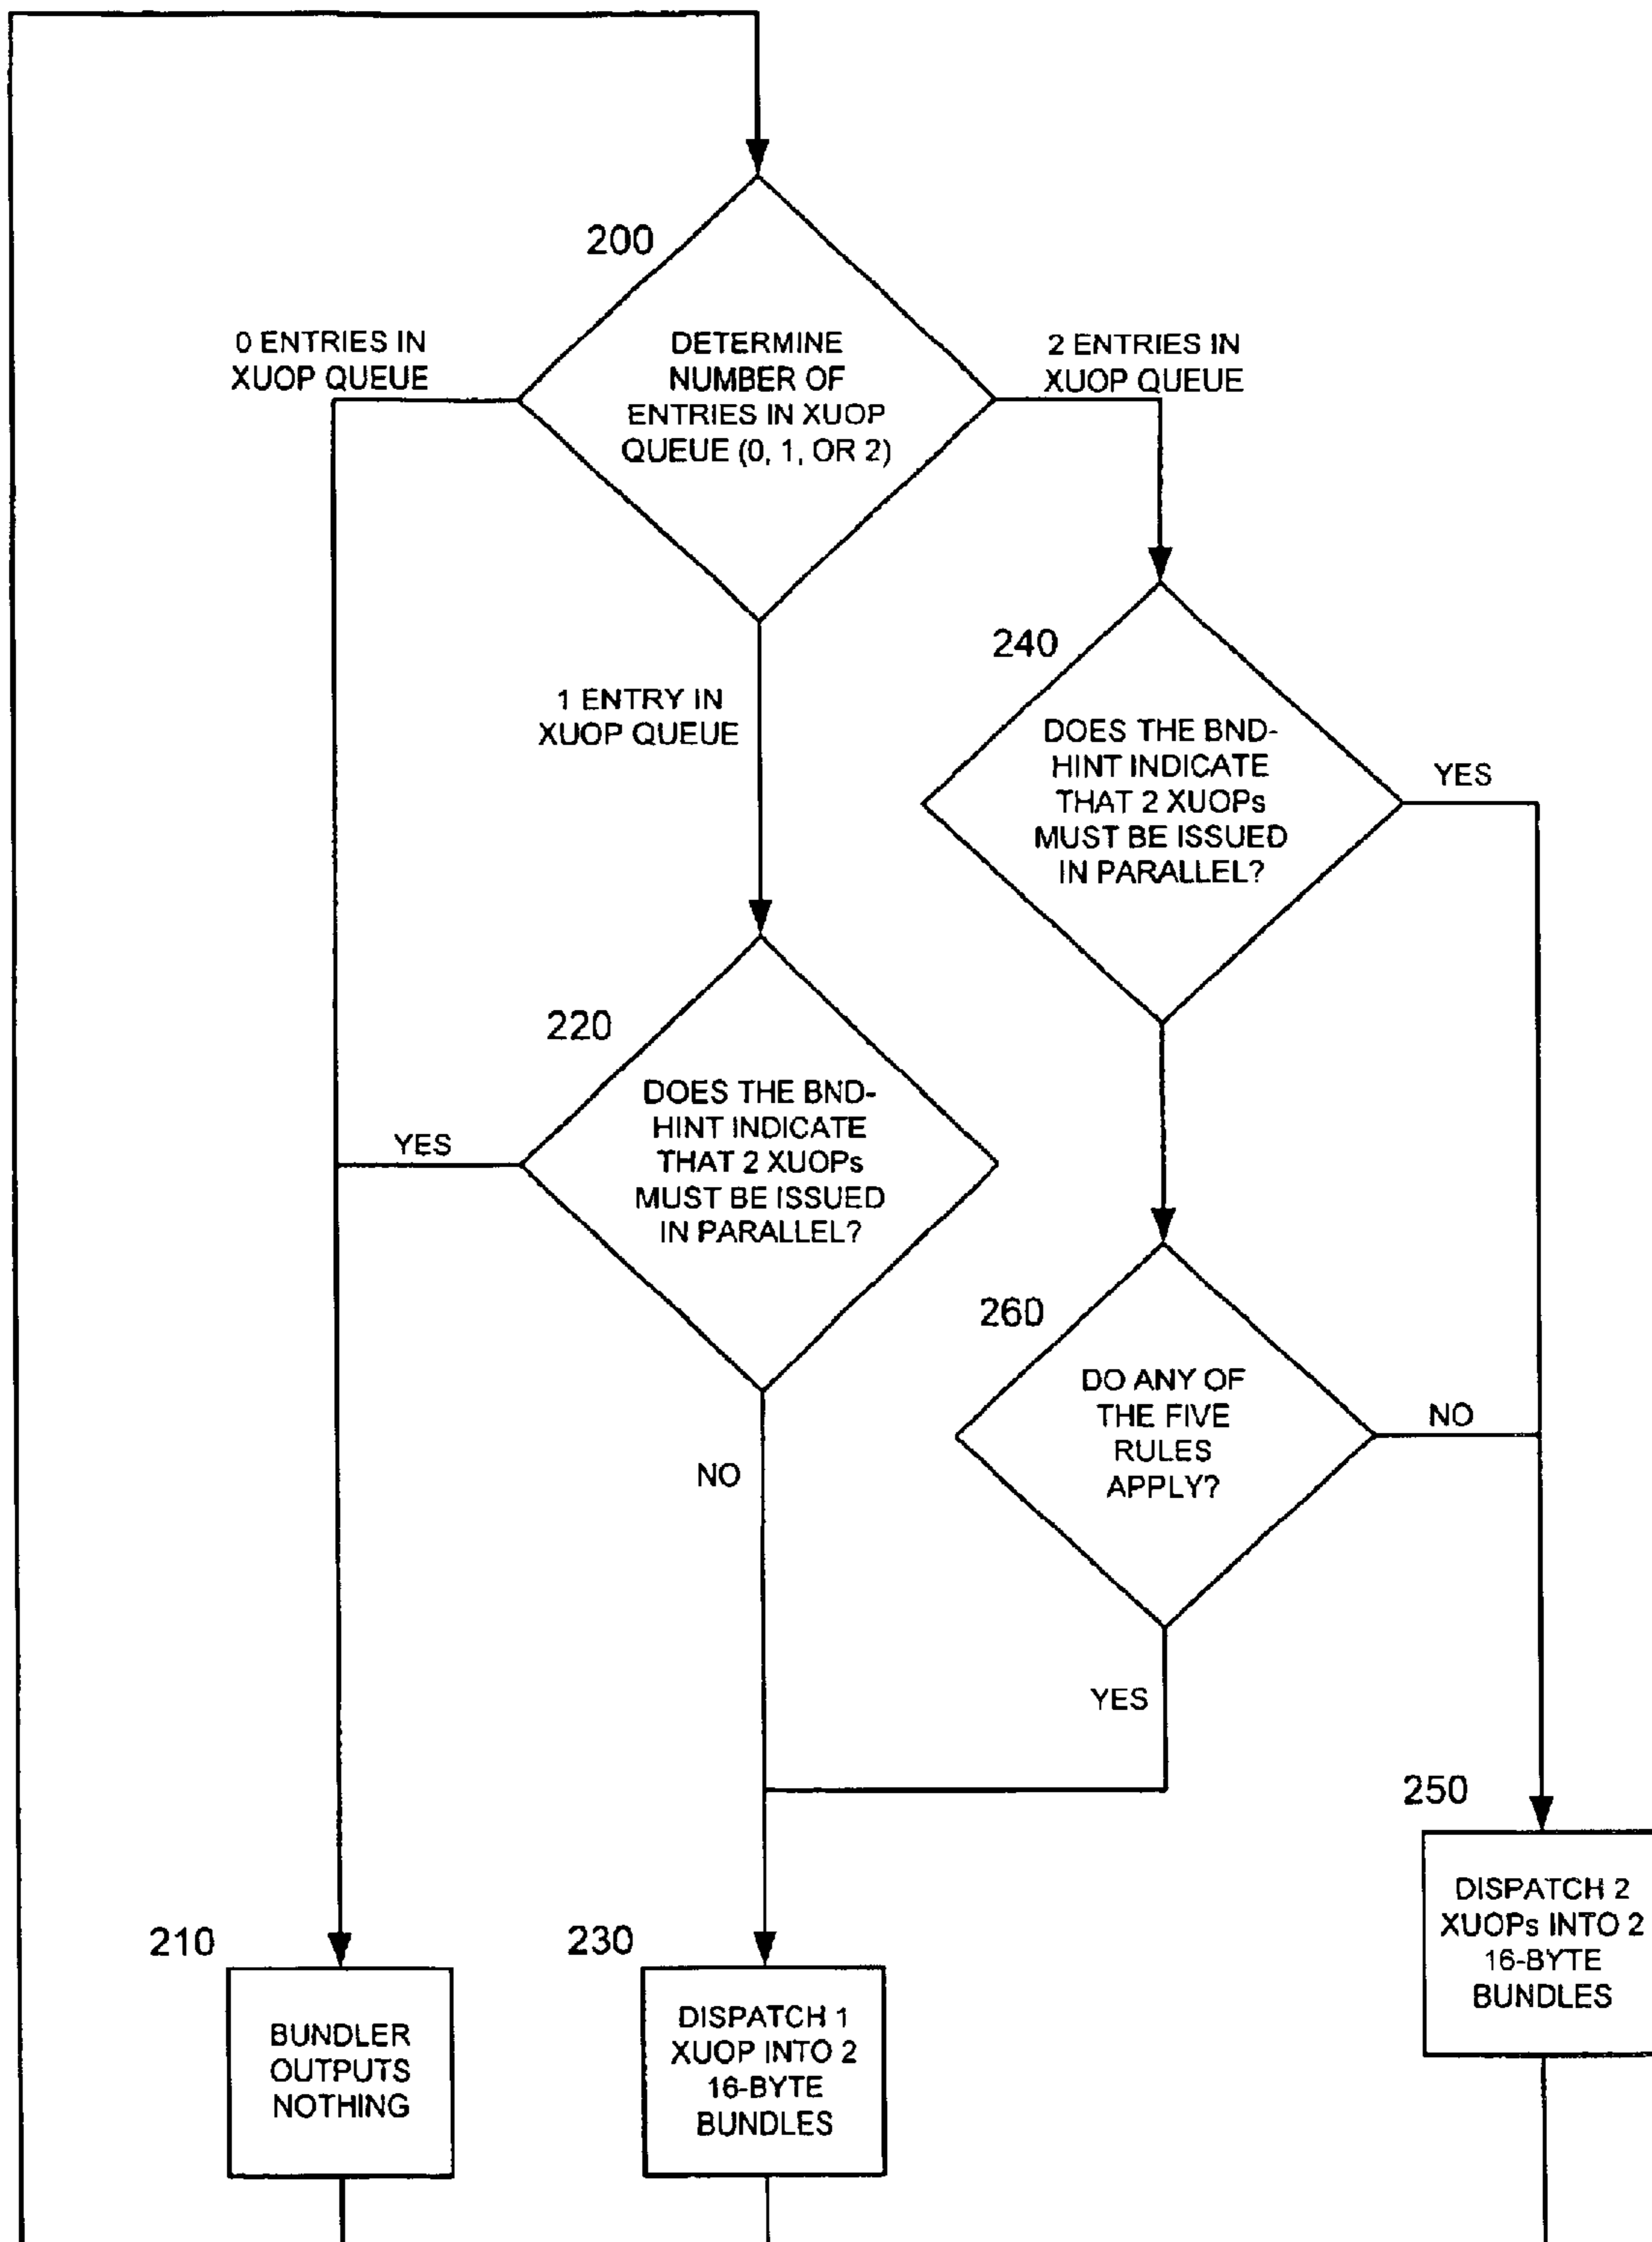 200
0 ENTRIES IN
XUOP QUEUE
DETERMINE
NUMBER OF
ENTRIES IN XUOP
QUEUE (0, 1, OR 2)
2 ENTRIES IN
XUOP QUEUE
1 ENTRY IN
XUOP QUEUE
240
DOES THE BND-
HINT INDICATE
THAT 2 XUOPs
MUST BE ISSUED
IN PARALLEL?
YES
220
DOES THE BND-
HINT INDICATE
THAT 2 XUOPs
MUST BE ISSUED
IN PARALLEL?
YES
NO
260
DO ANY OF
THE FIVE
RULES
APPLY?
NO
YES
210
BUNDLER
OUTPUTS
NOTHING
230
DISPATCH 1
XUOP INTO 2
16-BYTE
BUNDLES
250
DISPATCH 2
XUOPs INTO 2
16-BYTE
BUNDLES